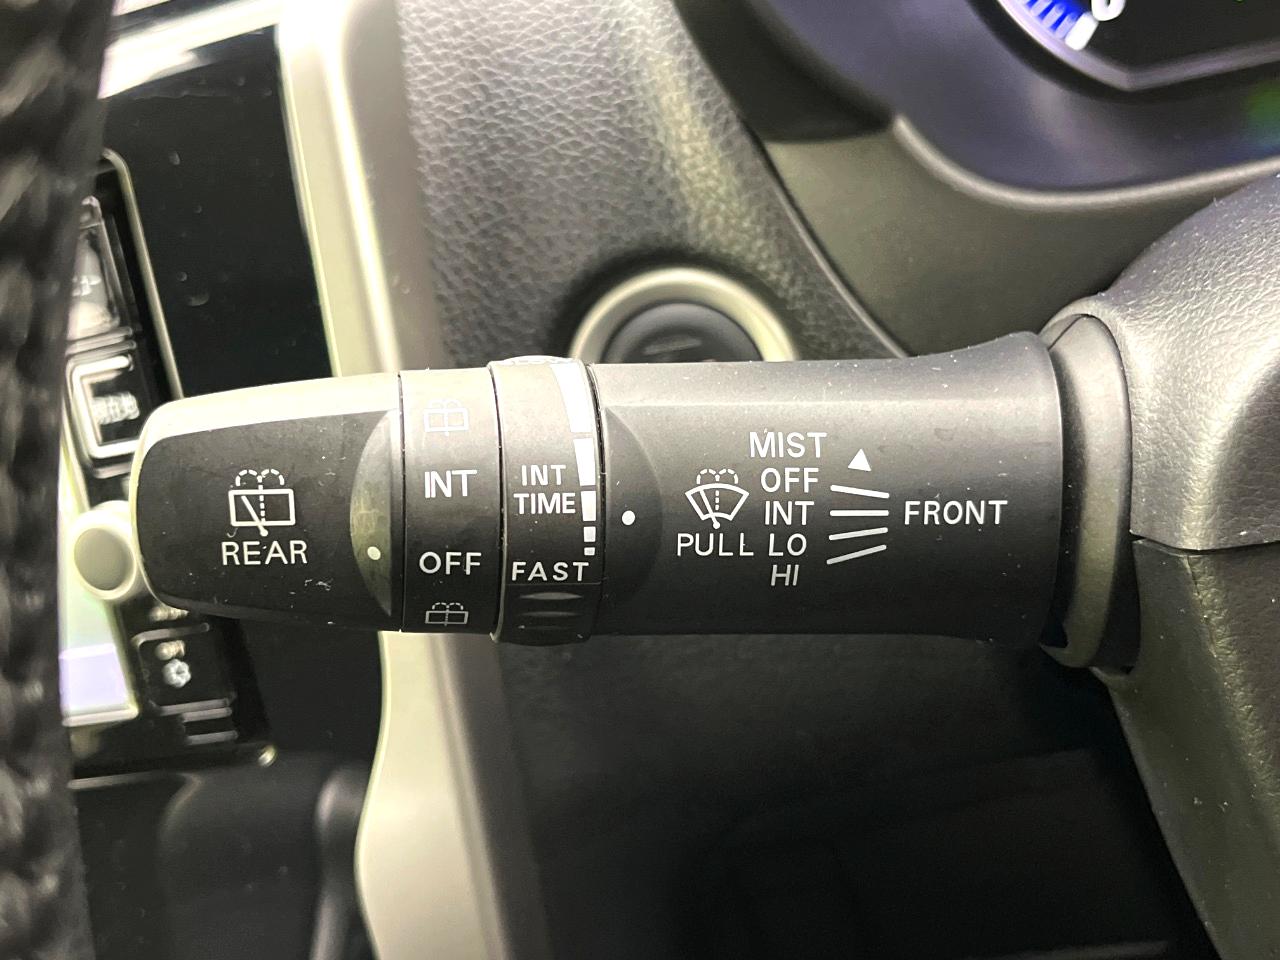 REAR
INT
OFF
INT
TIME
FAST
MIST
OFF
INT
PULL LO
HI
FRONT